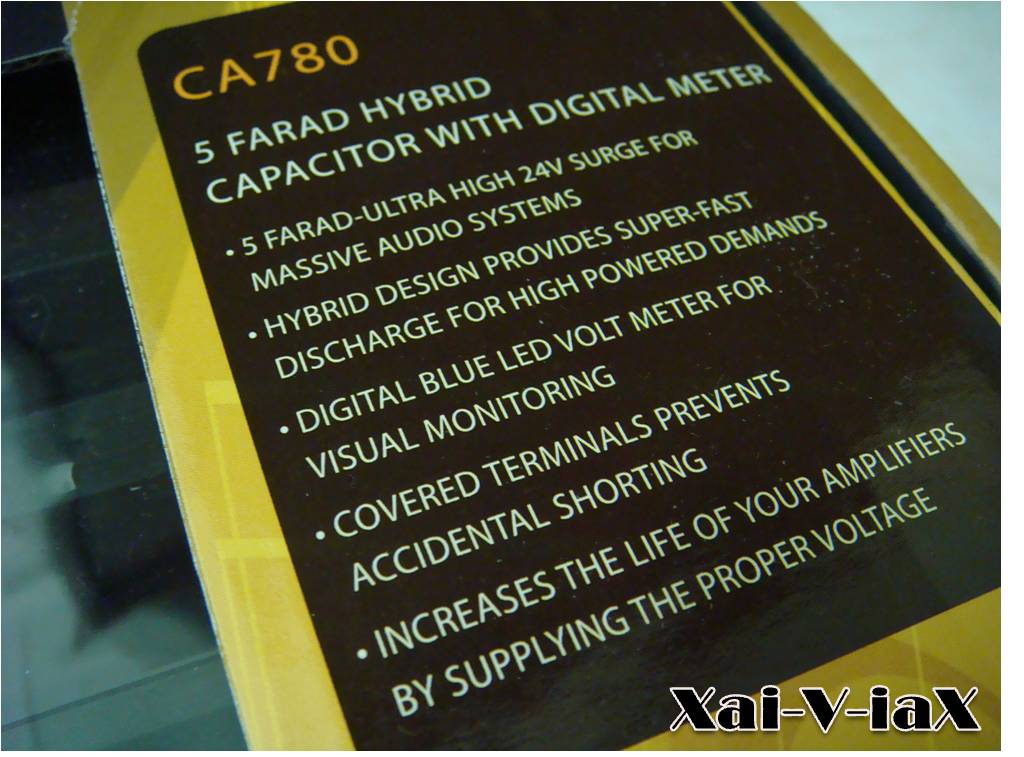 CA780
5 FARAD HYBRID
CAPACITOR WITH DIGITAL METER
• 5 FARAD-ULTRA HIGH 24V SURGE FOR
MASSIVE AUDIO SYSTEMS
• HYBRID DESIGN PROVIDES SUPER-FAST
DISCHARGE FOR HIGH POWERED DEMANDS
• DIGITAL BLUE LED VOLT METER FOR
VISUAL MONITORING
• COVERED TERMINALS PREVENTS
ACCIDENTAL SHORTING
• INCREASES THE LIFE OF YOUR AMPLIFIERS
BY SUPPLYING THE PROPER VOLTAGE
Xai-V-iaX